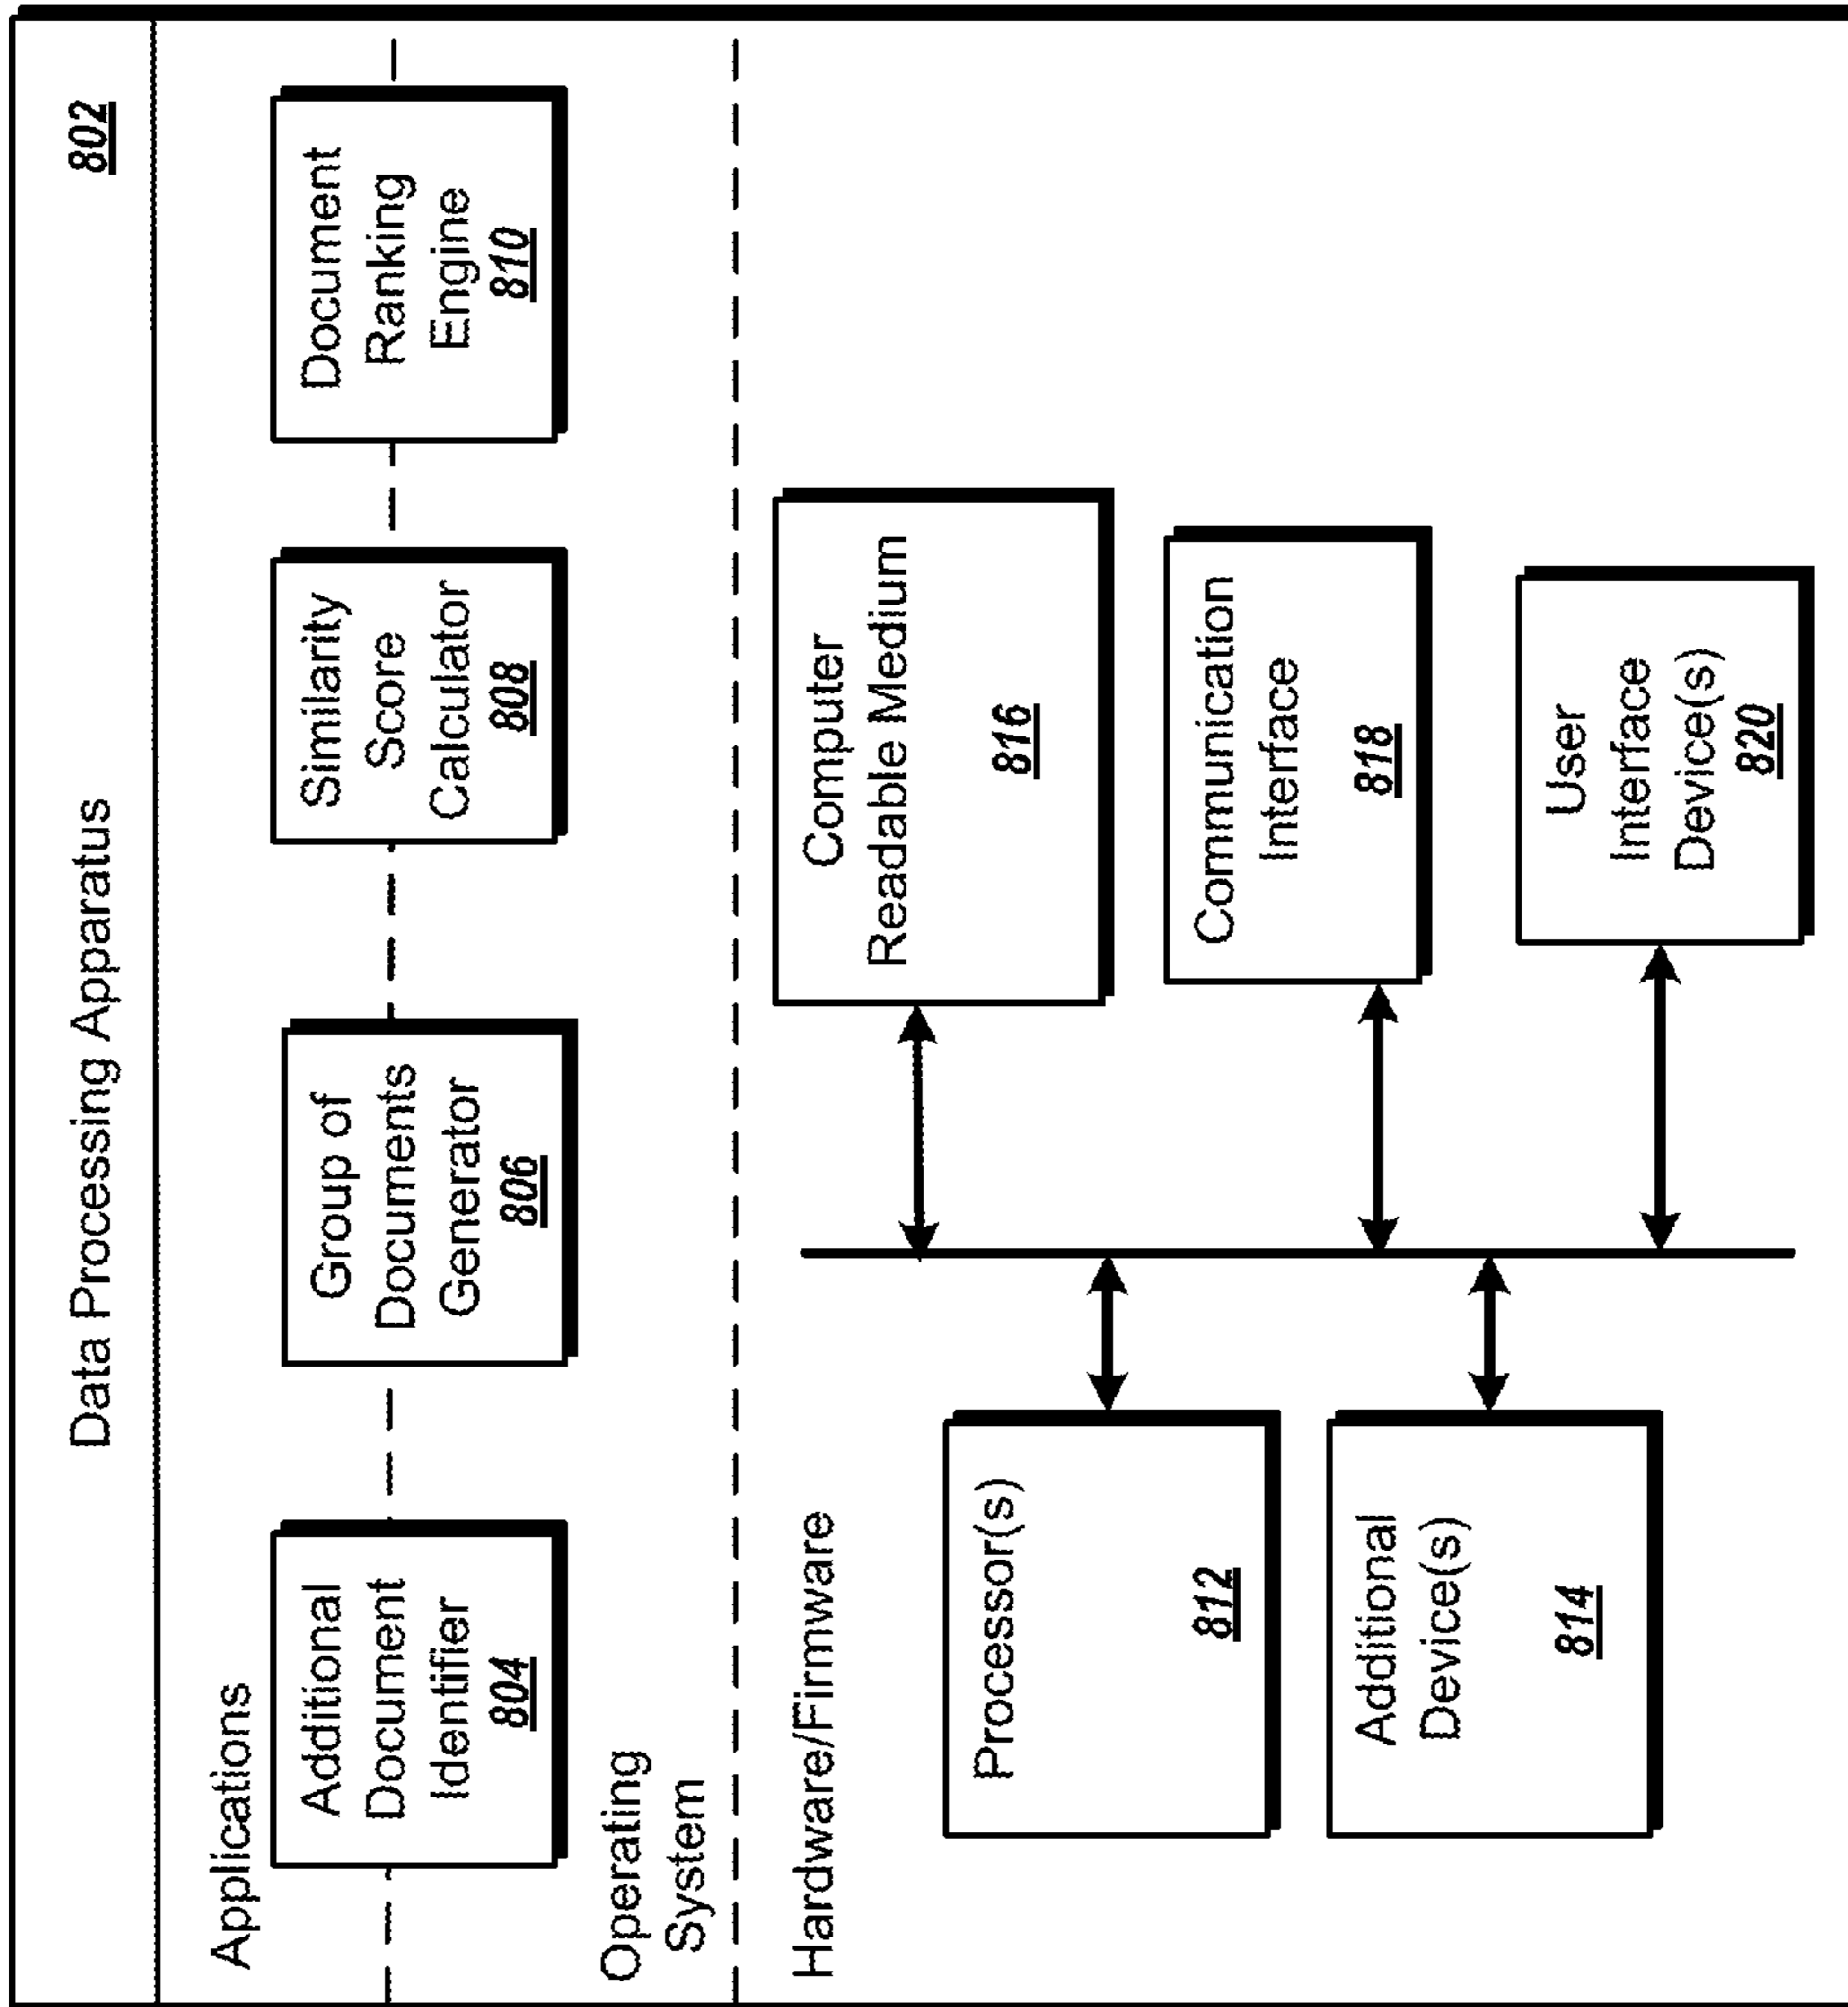 Data Processing Apparatus
802
Applications
Additional
Document
Identifier
804
Group of
Documents
Generator
806
Similarity
Score
Calculator
808
Document
Ranking
Engine
810
Operating
System
Hardware/Firmware
Processor(s)
812
Additional
Device(s)
814
Computer
Readable Medium
816
Communication
Interface
818
User
Interface
Device(s)
820